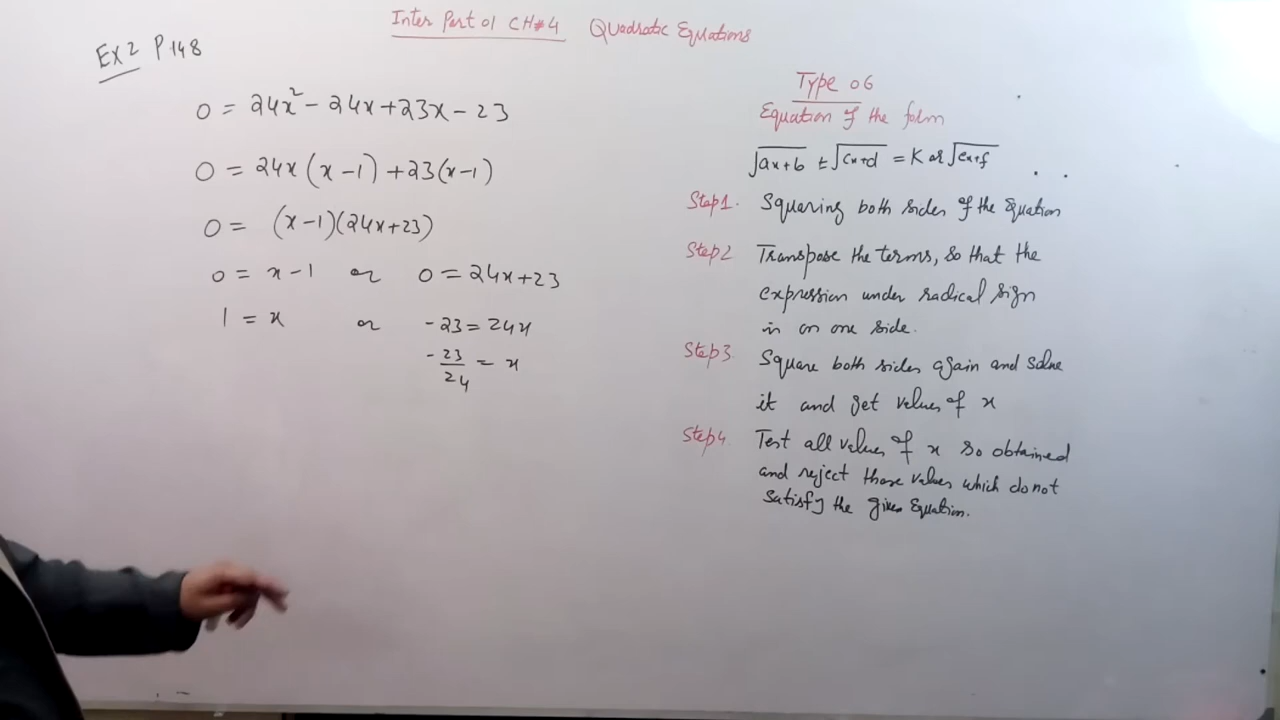 Inter Part 01 CH#4 Quadratic Equations
Ex 2 P 148
0 = 24x² - 24x + 23x - 23
0 = 24x(x-1) + 23(x-1)
0 = (x-1)(24x+23)
0 = x-1 or 0 = 24x+23
1 = x or -23 = 24x
-23/24 = x
Type 06
Equation of the form
√(ax+b) ± √(cx+d) = K or √(ex+f)
Step1. Squaring both sides of the Equation
Step2 Transpose the terms, so that the
expression under radical sign
is on one side.
Step3. Square both sides again and solve
it and get values of x
Step4. Test all values of x so obtained
and reject those values which do not
satisfy the given Equation.